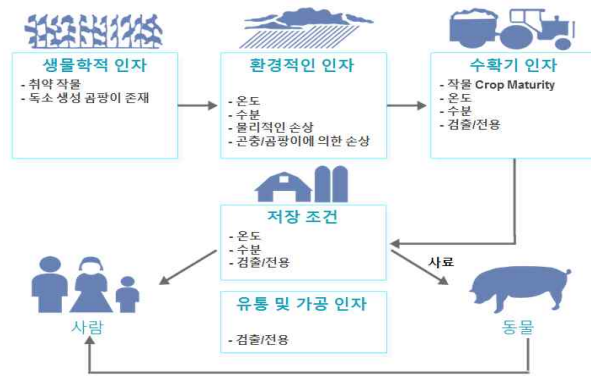 생물학적 인자
- 취약 작물
- 독소 생성 곰팡이 존재
환경적인 인자
- 온도
- 수분
- 물리적인 손상
- 곤충/곰팡이에 의한 손상
수확기 인자
- 작물 Crop Maturity
- 온도
- 수분
- 검출/전용
저장 조건
- 온도
- 수분
- 검출/전용
사료
사람
유통 및 가공 인자
- 검출/전용
동물